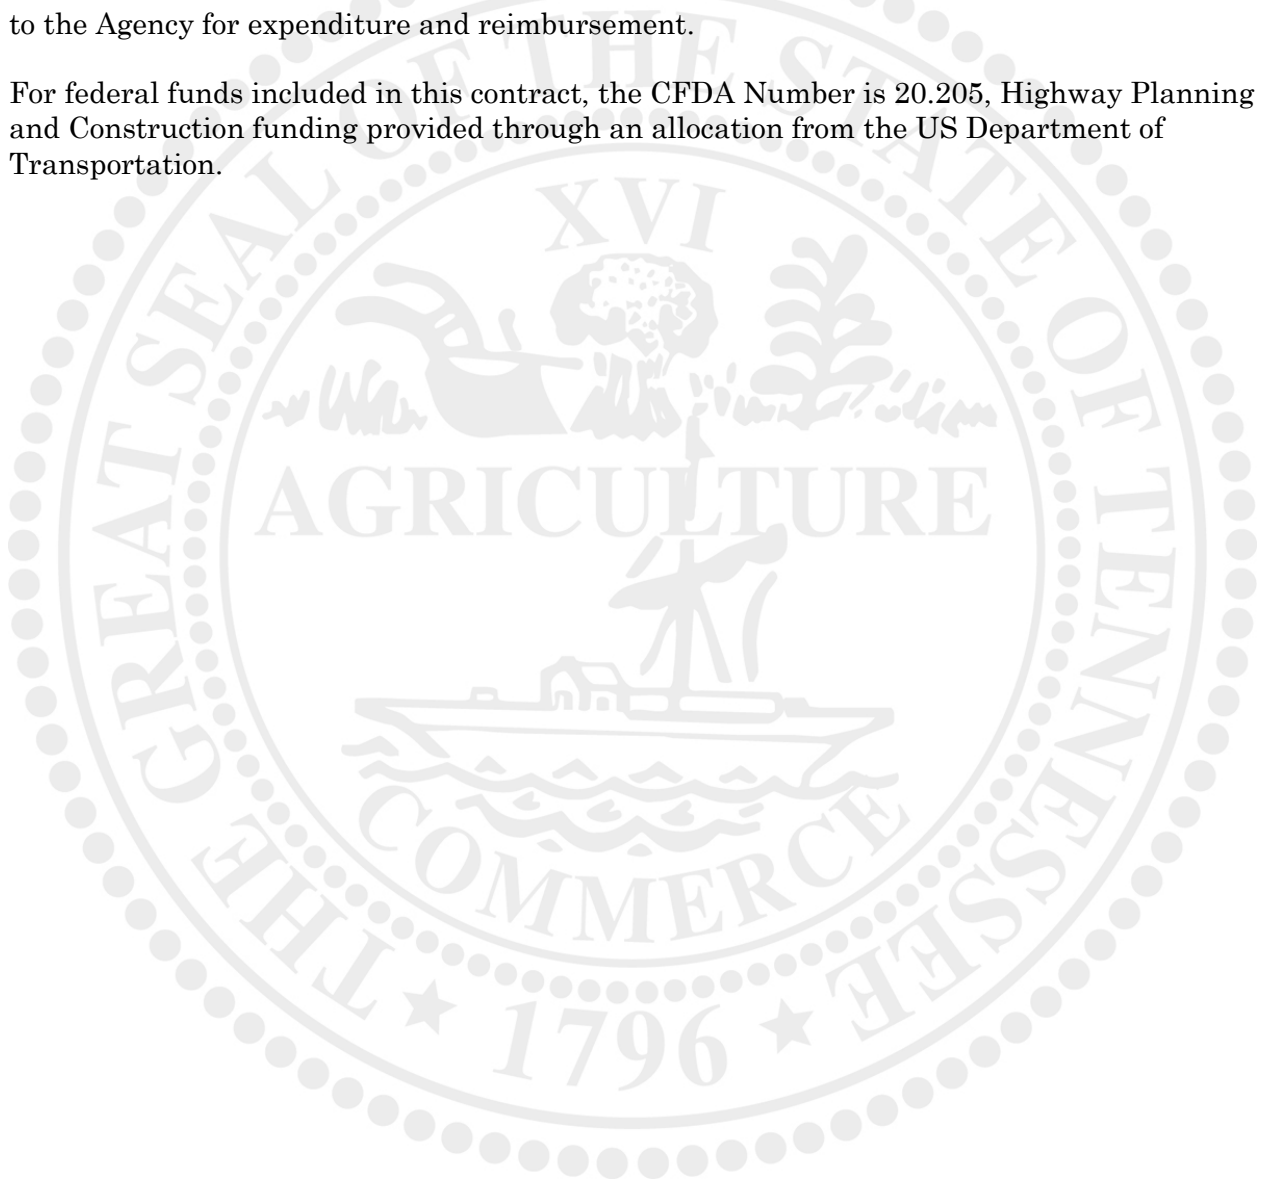 to the Agency for expenditure and reimbursement.
For federal funds included in this contract, the CFDA Number is 20.205, Highway Planning
and Construction funding provided through an allocation from the US Department of
Transportation.
THE GREAT SEAL OF THE STATE OF TENNESSEE
XVI
AGRICULTURE
COMMERCE
1796